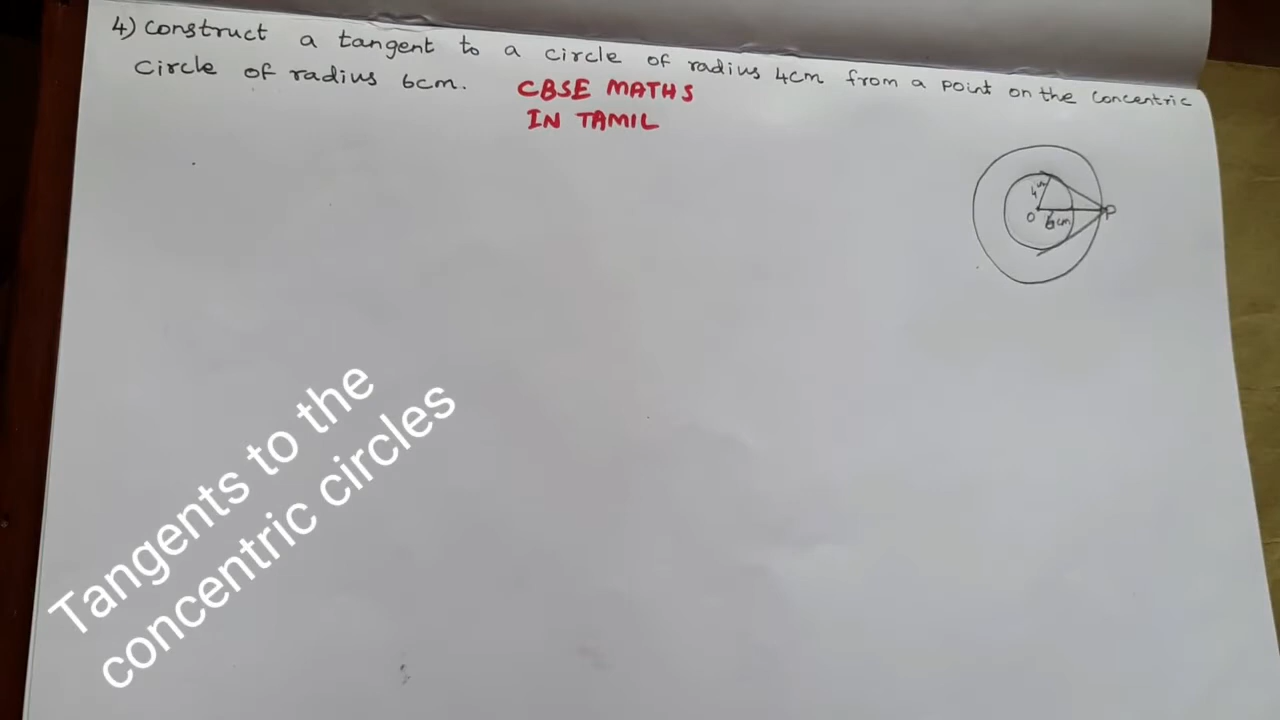 4) Construct a tangent to a circle of radius 4cm from a point on the concentric
circle of radius 6cm.
CBSE MATHS
IN TAMIL
4cm
O
6cm
P
Tangents to the
concentric circles